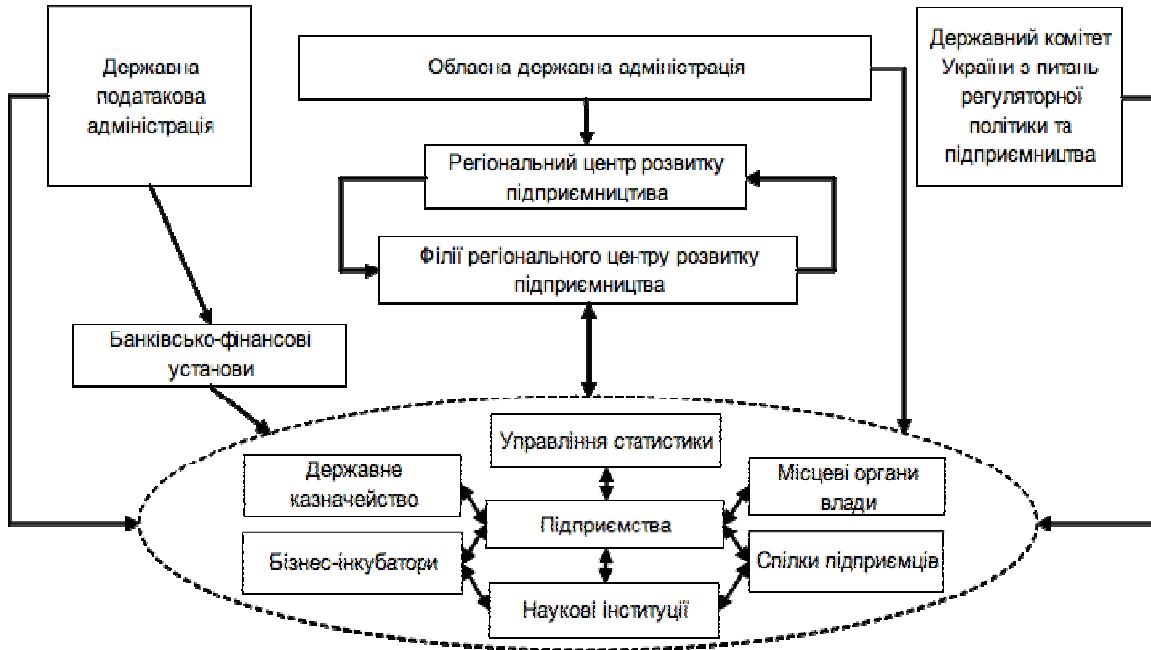 Державна
податакова
адміністрація
Обласна державна адміністрація
Державний комітет
України з питань
регуляторної
політики та
підприємництва
Регіональний центр розвитку
підприємницτива
Філії регіонального центру розвитку
підприємництва
Банківсько-фінансові
установи
Управління статистики
Державне
казначейство
Місцеві органи
влади
Підприємства
Бізнес-інкубатори
Спілки підприємців
Наукові інституції